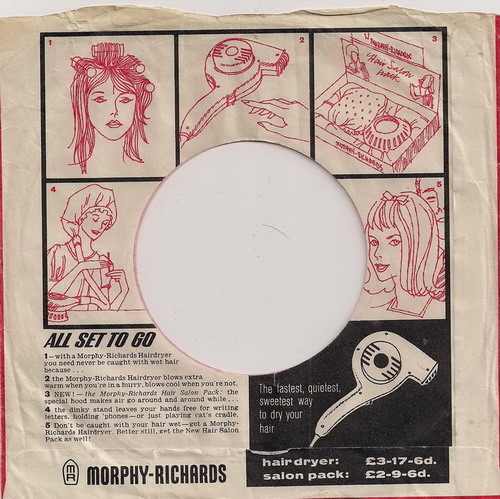 1
2
3
MORPHY-RICHARDS
Hair Salon
Pack
MORPHY-RICHARDS
4
5
ALL SET TO GO
1—with a Morphy-Richards Hairdryer
you need never be caught with wet hair
because . . .
2 the Morphy-Richards Hairdryer blows extra
warm when you're in a hurry, blows cool when you're not.
3 NEW!—the Morphy-Richards Hair Salon Pack: the
special hood makes air go around and around while . . .
4 the dinky stand leaves your hands free for writing
letters, holding 'phones—or just playing cat's cradle.
5 Don't be caught with your hair wet—get a Morphy-
Richards Hairdryer. Better still, get the New Hair Salon
Pack as well!
The fastest, quietest,
sweetest way
to dry your
hair
MR MORPHY-RICHARDS
hairdryer: £3-17-6d.
salon pack: £2-9-6d.